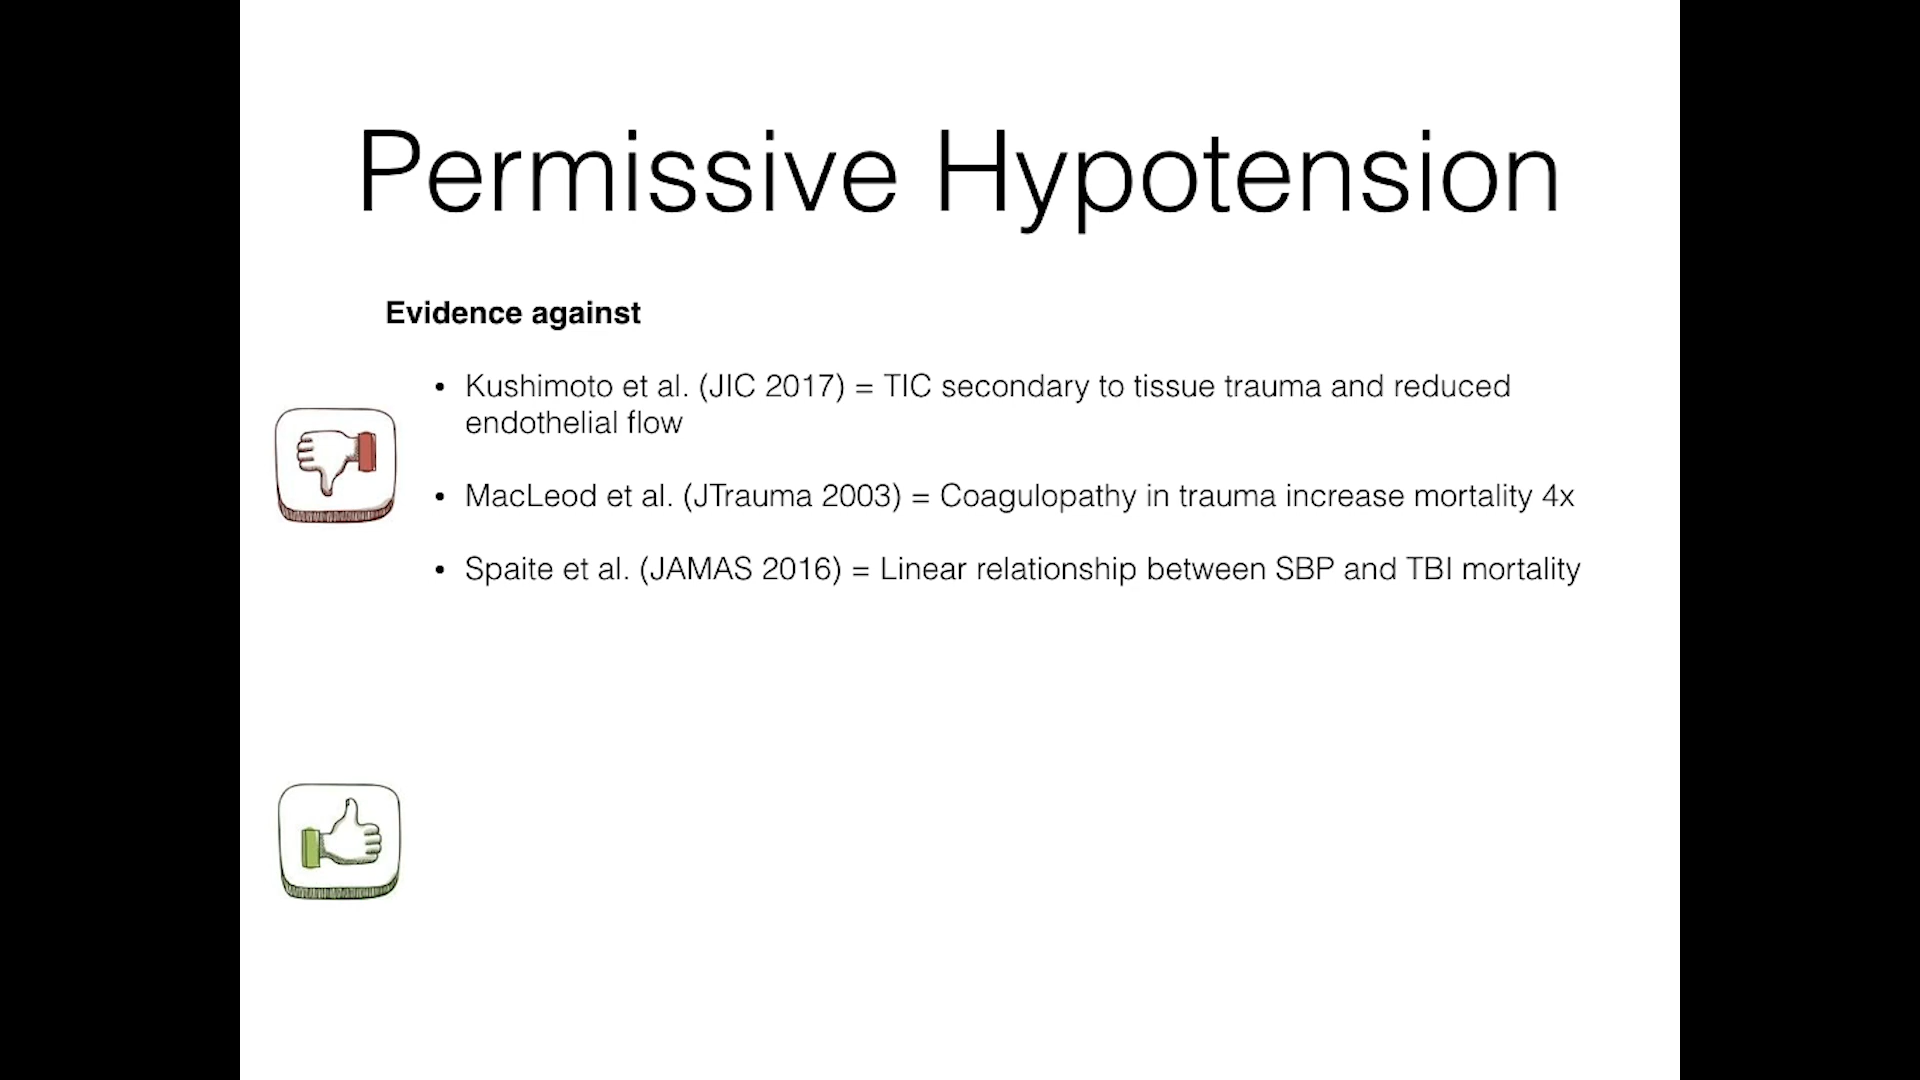 Permissive Hypotension
Evidence against
• Kushimoto et al. (JIC 2017) = TIC secondary to tissue trauma and reduced
endothelial flow
• MacLeod et al. (JTrauma 2003) = Coagulopathy in trauma increase mortality 4x
• Spaite et al. (JAMAS 2016) = Linear relationship between SBP and TBI mortality